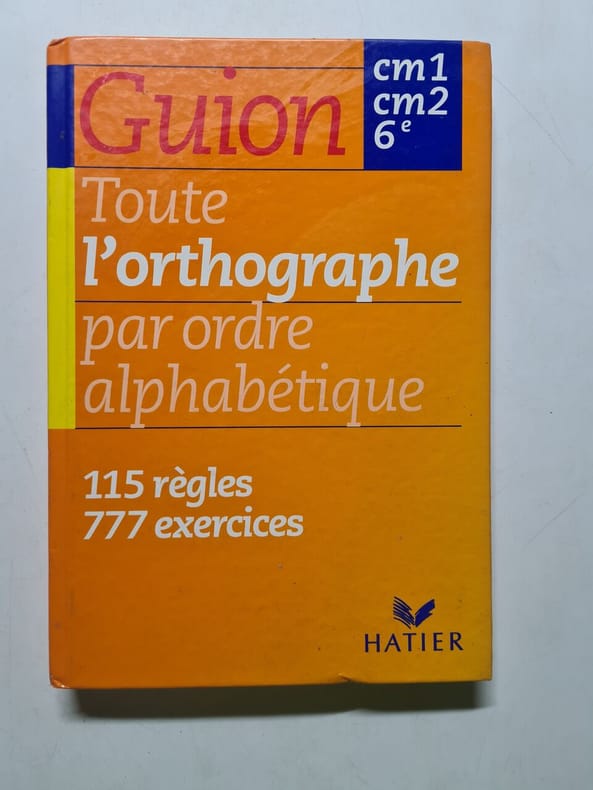 Guion
cm1
cm2
6e
Toute
l'orthographe
par ordre
alphabétique
115 règles
777 exercices
HATIER